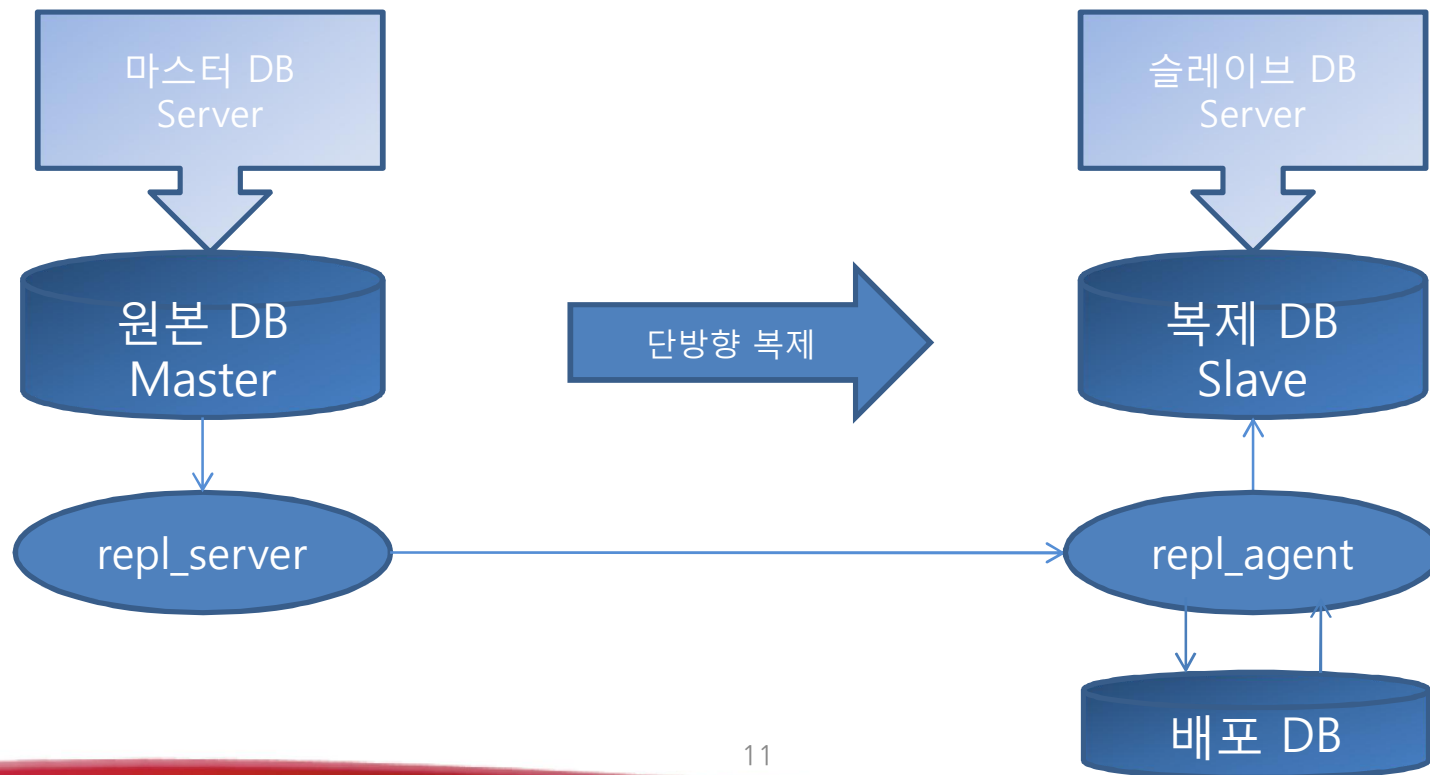 마스터 DB
Server
슬레이브 DB
Server
원본 DB
Master
단방향 복제
복제 DB
Slave
repl_server
repl_agent
배포 DB
11